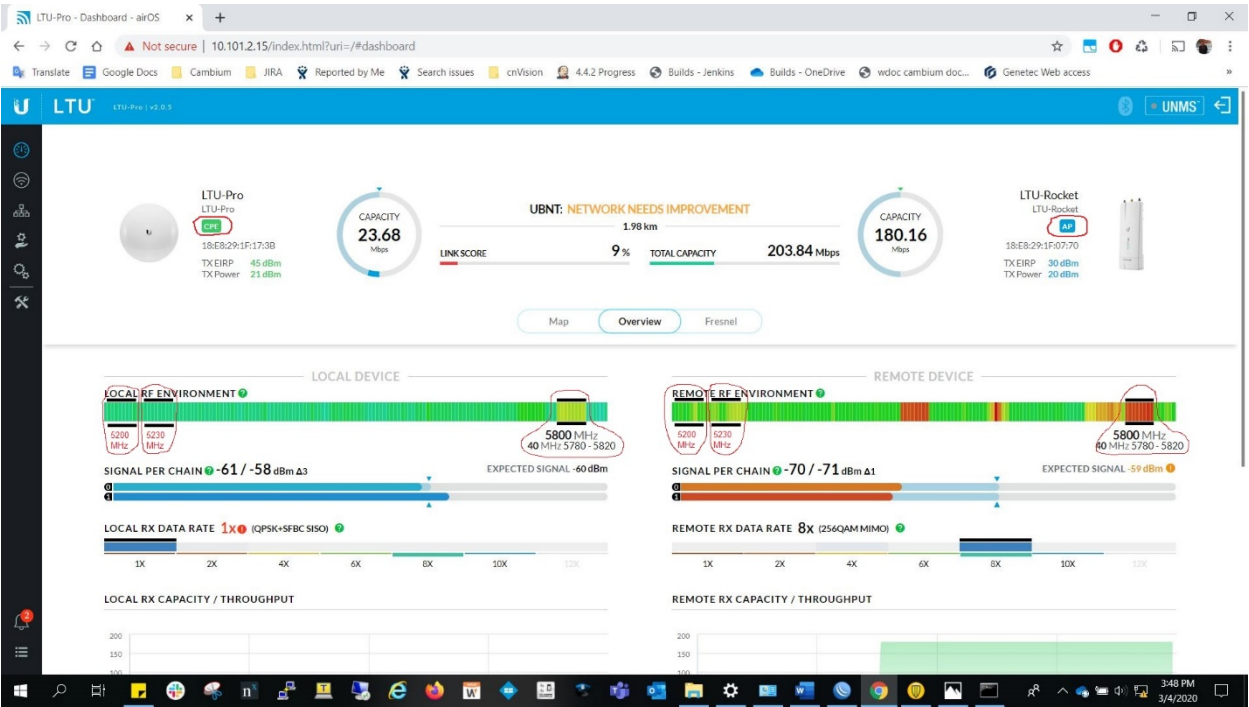 LTU-Pro - Dashboard - airOS
Not secure | 10.101.2.15/index.html?uri=/#dashboard
Translate Google Docs Cambium JIRA Reported by Me Search issues cnVision 4.4.2 Progress Builds - Jenkins Builds - OneDrive wdoc cambium doc... Genetec Web access »
LTU LTU-Pro | v2.0.5
UNMS
LTU-Pro
LTU-Pro
CPE
18:E8:29:1F:17:3B
TX EIRP 45 dBm
TX Power 21 dBm
CAPACITY
23.68
Mbps
UBNT: NETWORK NEEDS IMPROVEMENT
1.98 km
LINK SCORE 9 % TOTAL CAPACITY 203.84 Mbps
CAPACITY
180.16
Mbps
LTU-Rocket
LTU-Rocket
AP
18:E8:29:1F:07:70
TX EIRP 30 dBm
TX Power 20 dBm
Map Overview Fresnel
LOCAL DEVICE
LOCAL RF ENVIRONMENT
5200 MHz
5230 MHz
5800 MHz
40 MHz 5780 - 5820
SIGNAL PER CHAIN -61 / -58 dBm Δ3 EXPECTED SIGNAL -60 dBm
0
1
LOCAL RX DATA RATE 1x (QPSK+SFBC SISO)
1X 2X 4X 6X 8X 10X 12X
LOCAL RX CAPACITY / THROUGHPUT
200
150
100
REMOTE DEVICE
REMOTE RF ENVIRONMENT
5200 MHz
5230 MHz
5800 MHz
40 MHz 5780 - 5820
SIGNAL PER CHAIN -70 / -71 dBm Δ1 EXPECTED SIGNAL -59 dBm
0
1
REMOTE RX DATA RATE 8x (256QAM MIMO)
1X 2X 4X 6X 8X 10X 12X
REMOTE RX CAPACITY / THROUGHPUT
200
150
100
2
3:48 PM
3/4/2020